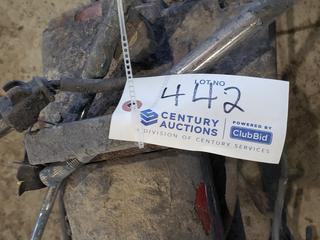 LOT NO
442
CENTURY
AUCTIONS
A DIVISION OF CENTURY SERVICES
POWERED BY
ClubBid